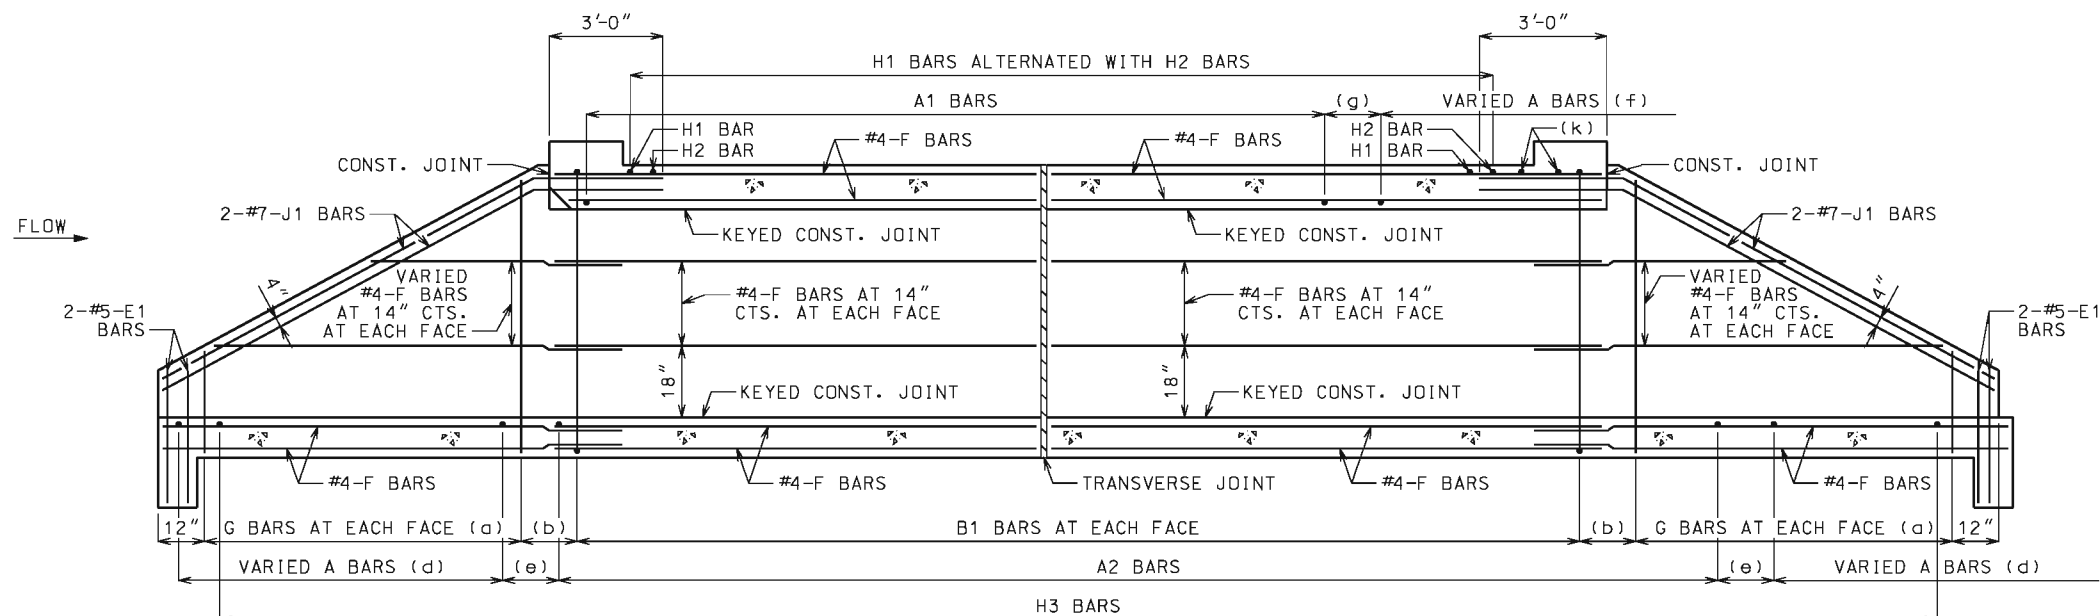 3'-0"
3'-0"
H1 BARS ALTERNATED WITH H2 BARS
A1 BARS
(g)
VARIED A BARS (f)
H1 BAR
H2 BAR
#4-F BARS
#4-F BARS
H2 BAR
H1 BAR
(k)
CONST. JOINT
CONST. JOINT
2-#7-J1 BARS
2-#7-J1 BARS
FLOW
KEYED CONST. JOINT
KEYED CONST. JOINT
4"
VARIED
#4-F BARS
AT 14" CTS.
AT EACH FACE
#4-F BARS AT 14"
CTS. AT EACH FACE
#4-F BARS AT 14"
CTS. AT EACH FACE
VARIED
#4-F BARS
AT 14" CTS.
AT EACH FACE
4"
2-#5-E1
BARS
2-#5-E1
BARS
18"
KEYED CONST. JOINT
18"
KEYED CONST. JOINT
#4-F BARS
#4-F BARS
TRANSVERSE JOINT
#4-F BARS
#4-F BARS
12"
G BARS AT EACH FACE (a)
(b)
B1 BARS AT EACH FACE
(b)
G BARS AT EACH FACE (a)
12"
VARIED A BARS (d)
(e)
A2 BARS
(e)
VARIED A BARS (d)
H3 BARS